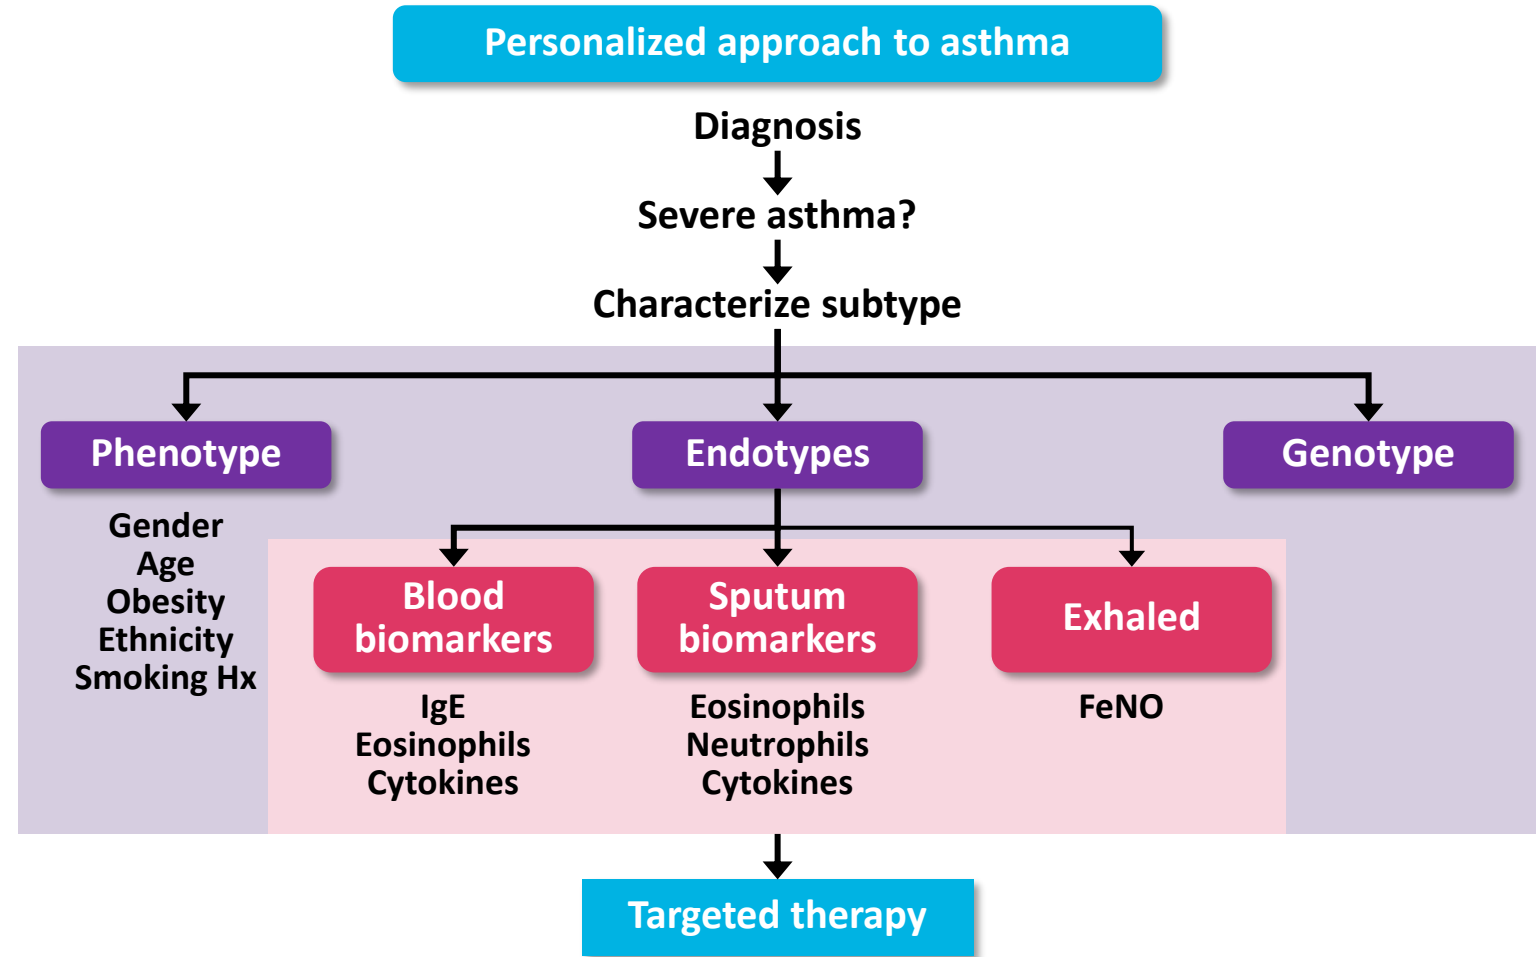 Personalized approach to asthma
Diagnosis
Severe asthma?
Characterize subtype
Phenotype
Gender
Age
Obesity
Ethnicity
Smoking Hx
Endotypes
Blood
biomarkers
IgE
Eosinophils
Cytokines
Sputum
biomarkers
Eosinophils
Neutrophils
Cytokines
Exhaled
FeNO
Genotype
Targeted therapy